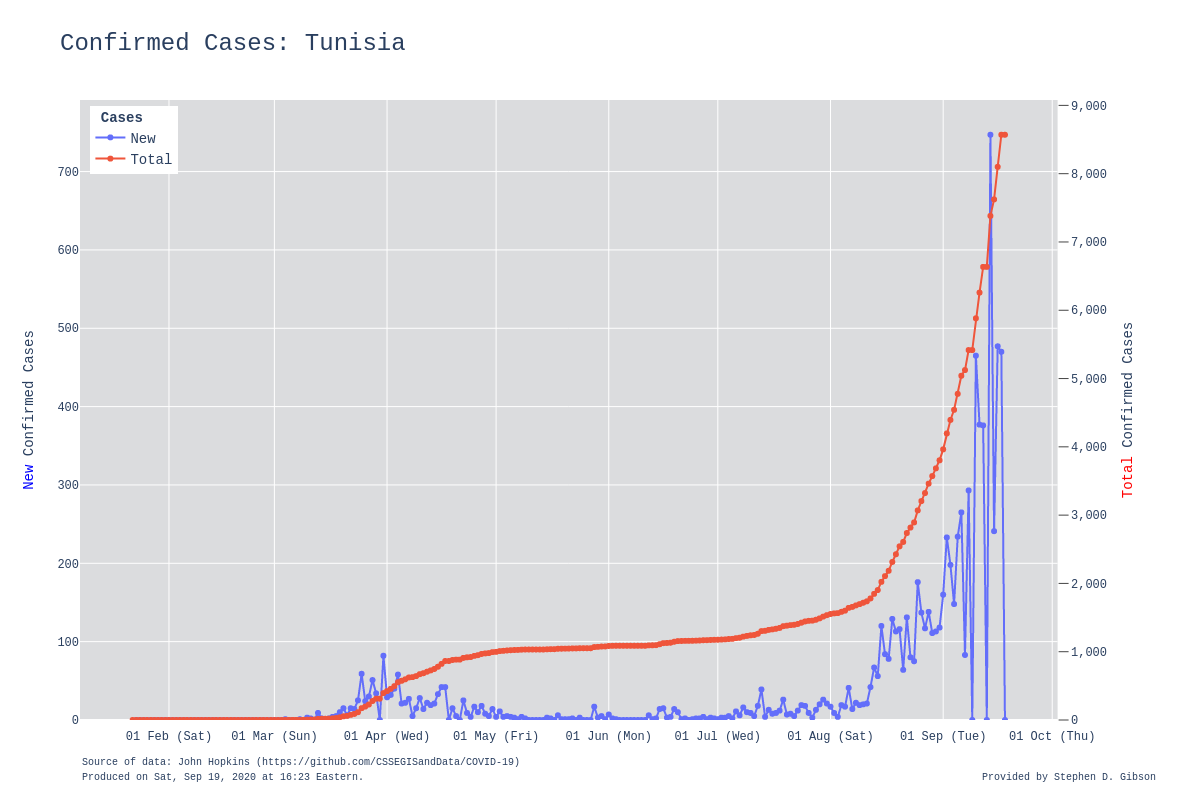 Confirmed Cases: Tunisia
Cases
New
Total
700
600
500
400
300
200
100
0
New Confirmed Cases
9,000
8,000
7,000
6,000
5,000
4,000
3,000
2,000
1,000
0
Total Confirmed Cases
01 Feb (Sat) 01 Mar (Sun) 01 Apr (Wed) 01 May (Fri) 01 Jun (Mon) 01 Jul (Wed) 01 Aug (Sat) 01 Sep (Tue) 01 Oct (Thu)
Source of data: John Hopkins (https://github.com/CSSEGISandData/COVID-19)
Produced on Sat, Sep 19, 2020 at 16:23 Eastern.
Provided by Stephen D. Gibson